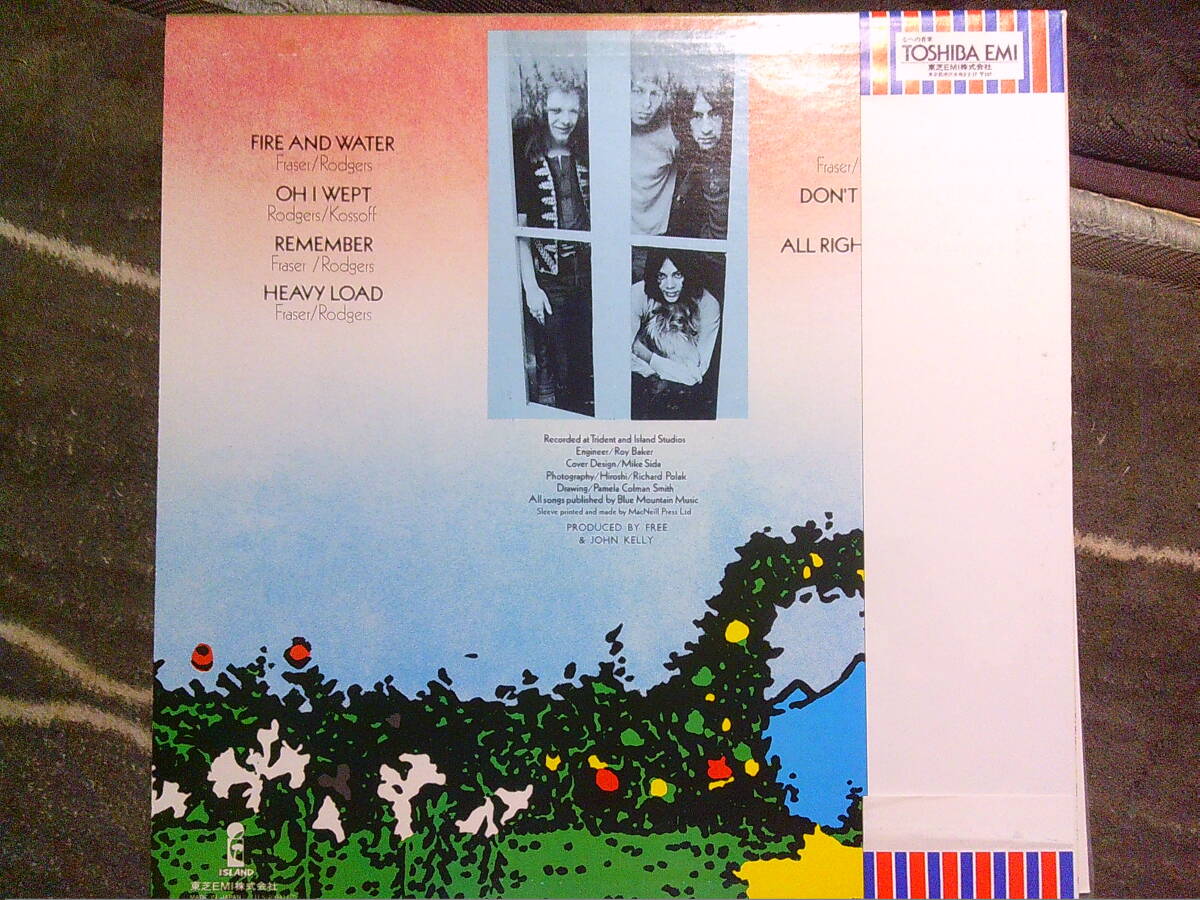 FIRE AND WATER
Fraser/Rodgers
OH I WEPT
Rodgers/Kossoff
REMEMBER
Fraser /Rodgers
HEAVY LOAD
Fraser/Rodgers
Fraser/
DON'T
ALL RIGH
Recorded at Trident and Island Studios
Engineer/Roy Baker
Cover Design/Mike Sida
Photography/Hiroshi/Richard Polak
Drawing/Pamela Colman Smith
All songs published by Blue Mountain Music
Sleeve printed and made by MacNeill Press Ltd
PRODUCED BY FREE
& JOHN KELLY
TOSHIBA EMI
東芝EMI株式会社
ISLAND
東芝EMI株式会社
MADE IN JAPAN